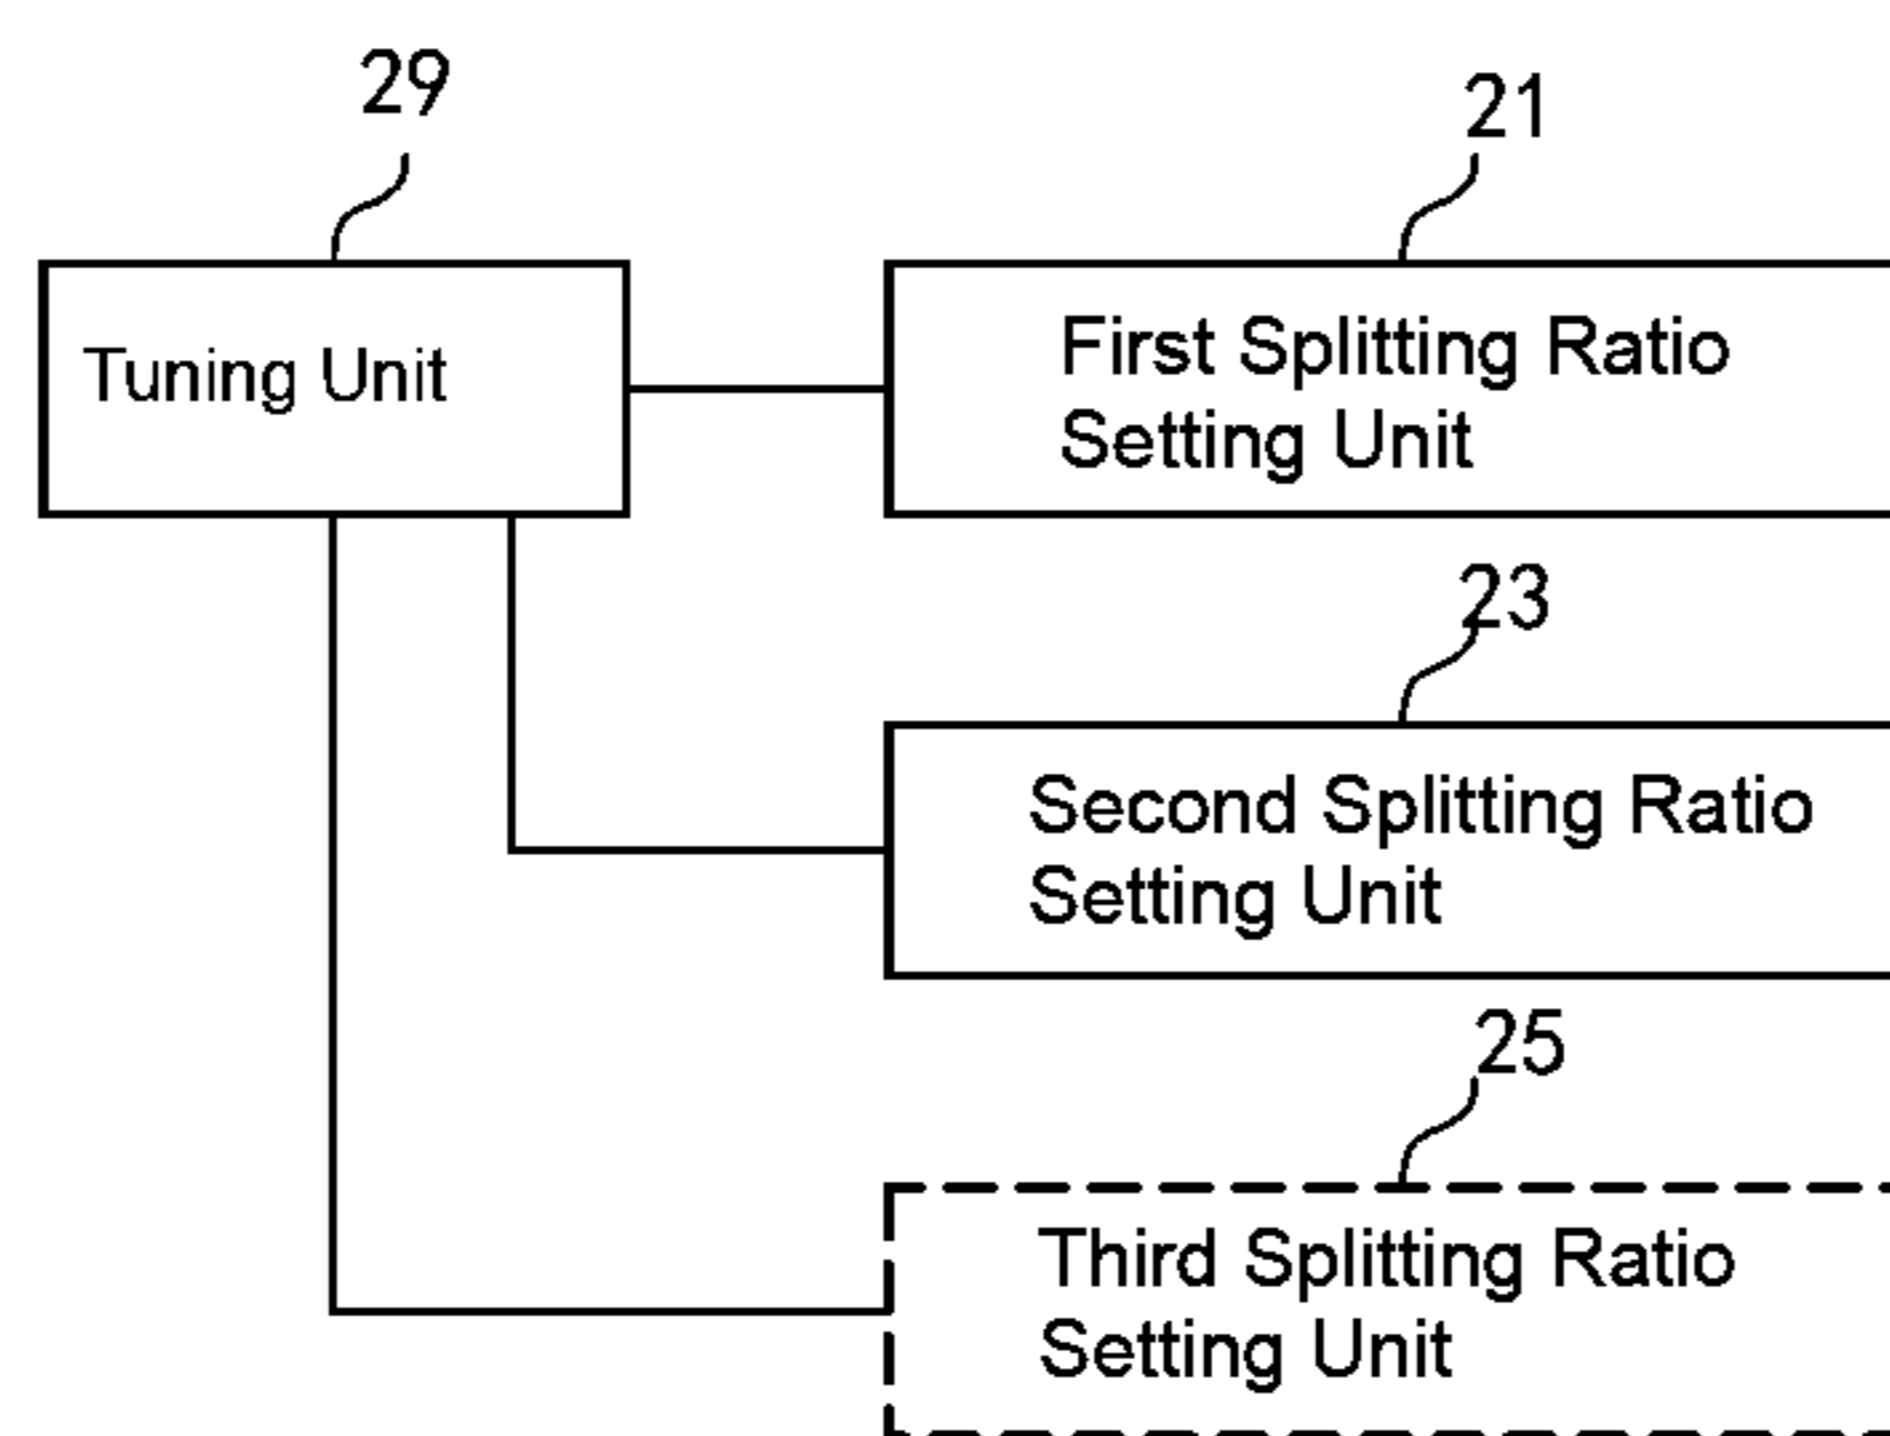 29
21
Tuning Unit
First Splitting Ratio
Setting Unit
23
Second Splitting Ratio
Setting Unit
25
Third Splitting Ratio
Setting Unit